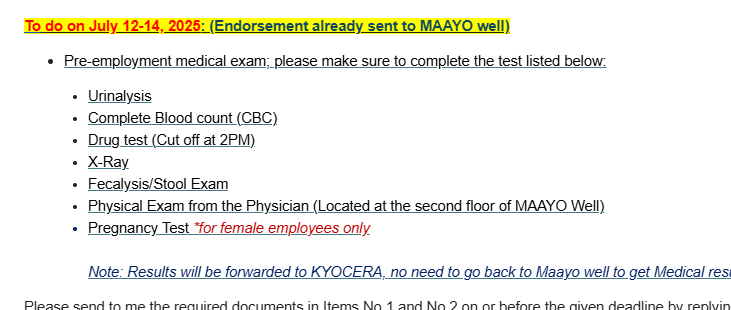 To do on July 12-14, 2025: (Endorsement already sent to MAAYO well)
Pre-employment medical exam; please make sure to complete the test listed below:
Urinalysis
Complete Blood count (CBC)
Drug test (Cut off at 2PM)
X-Ray
Fecalysis/Stool Exam
Physical Exam from the Physician (Located at the second floor of MAAYO Well)
Pregnancy Test *for female employees only
Note: Results will be forwarded to KYOCERA, no need to go back to Maayo well to get Medical
Please send to me the required documents in Items No.1 and No.2 on or before the given deadline by